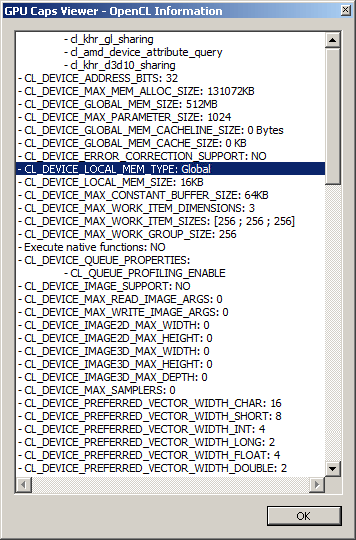 GPU Caps Viewer - OpenCL Information
- cl_khr_gl_sharing
- cl_amd_device_attribute_query
- cl_khr_d3d10_sharing
- CL_DEVICE_ADDRESS_BITS: 32
- CL_DEVICE_MAX_MEM_ALLOC_SIZE: 131072KB
- CL_DEVICE_GLOBAL_MEM_SIZE: 512MB
- CL_DEVICE_MAX_PARAMETER_SIZE: 1024
- CL_DEVICE_GLOBAL_MEM_CACHELINE_SIZE: 0 Bytes
- CL_DEVICE_GLOBAL_MEM_CACHE_SIZE: 0 KB
- CL_DEVICE_ERROR_CORRECTION_SUPPORT: NO
- CL_DEVICE_LOCAL_MEM_TYPE: Global
- CL_DEVICE_LOCAL_MEM_SIZE: 16KB
- CL_DEVICE_MAX_CONSTANT_BUFFER_SIZE: 64KB
- CL_DEVICE_MAX_WORK_ITEM_DIMENSIONS: 3
- CL_DEVICE_MAX_WORK_ITEM_SIZES: [256 ; 256 ; 256]
- CL_DEVICE_MAX_WORK_GROUP_SIZE: 256
- Execute native functions: NO
- CL_DEVICE_QUEUE_PROPERTIES:
- CL_QUEUE_PROFILING_ENABLE
- CL_DEVICE_IMAGE_SUPPORT: NO
- CL_DEVICE_MAX_READ_IMAGE_ARGS: 0
- CL_DEVICE_MAX_WRITE_IMAGE_ARGS: 0
- CL_DEVICE_IMAGE2D_MAX_WIDTH: 0
- CL_DEVICE_IMAGE2D_MAX_HEIGHT: 0
- CL_DEVICE_IMAGE3D_MAX_WIDTH: 0
- CL_DEVICE_IMAGE3D_MAX_HEIGHT: 0
- CL_DEVICE_IMAGE3D_MAX_DEPTH: 0
- CL_DEVICE_MAX_SAMPLERS: 0
- CL_DEVICE_PREFERRED_VECTOR_WIDTH_CHAR: 16
- CL_DEVICE_PREFERRED_VECTOR_WIDTH_SHORT: 8
- CL_DEVICE_PREFERRED_VECTOR_WIDTH_INT: 4
- CL_DEVICE_PREFERRED_VECTOR_WIDTH_LONG: 2
- CL_DEVICE_PREFERRED_VECTOR_WIDTH_FLOAT: 4
- CL_DEVICE_PREFERRED_VECTOR_WIDTH_DOUBLE: 2
OK